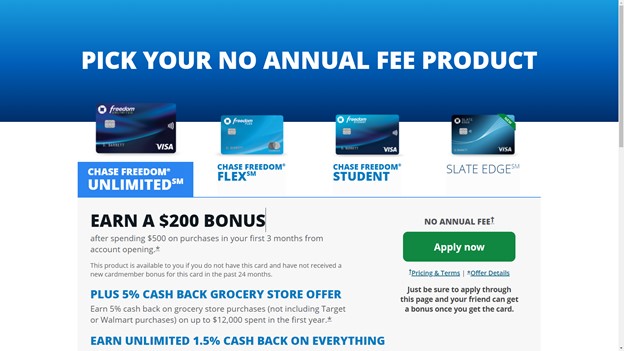 PICK YOUR NO ANNUAL FEE PRODUCT
freedom
VISA
freedom
freedom
VISA
VISA
CHASE FREEDOM®
UNLIMITED℠
CHASE FREEDOM®
FLEX℠
CHASE FREEDOM®
STUDENT
SLATE EDGE℠
EARN A $200 BONUS
after spending $500 on purchases in your first 3 months from
account opening.*
This product is available to you if you do not have this card and have not received a
new cardmember bonus for this card in the past 24 months.
PLUS 5% CASH BACK GROCERY STORE OFFER
Earn 5% cash back on grocery store purchases (not including Target
or Walmart purchases) on up to $12,000 spent in the first year.*
EARN UNLIMITED 1.5% CASH BACK ON EVERYTHING
NO ANNUAL FEE†
Apply now
†Pricing & Terms | *Offer Details
Just be sure to apply through
this page and your friend can get
a bonus once you get the card.